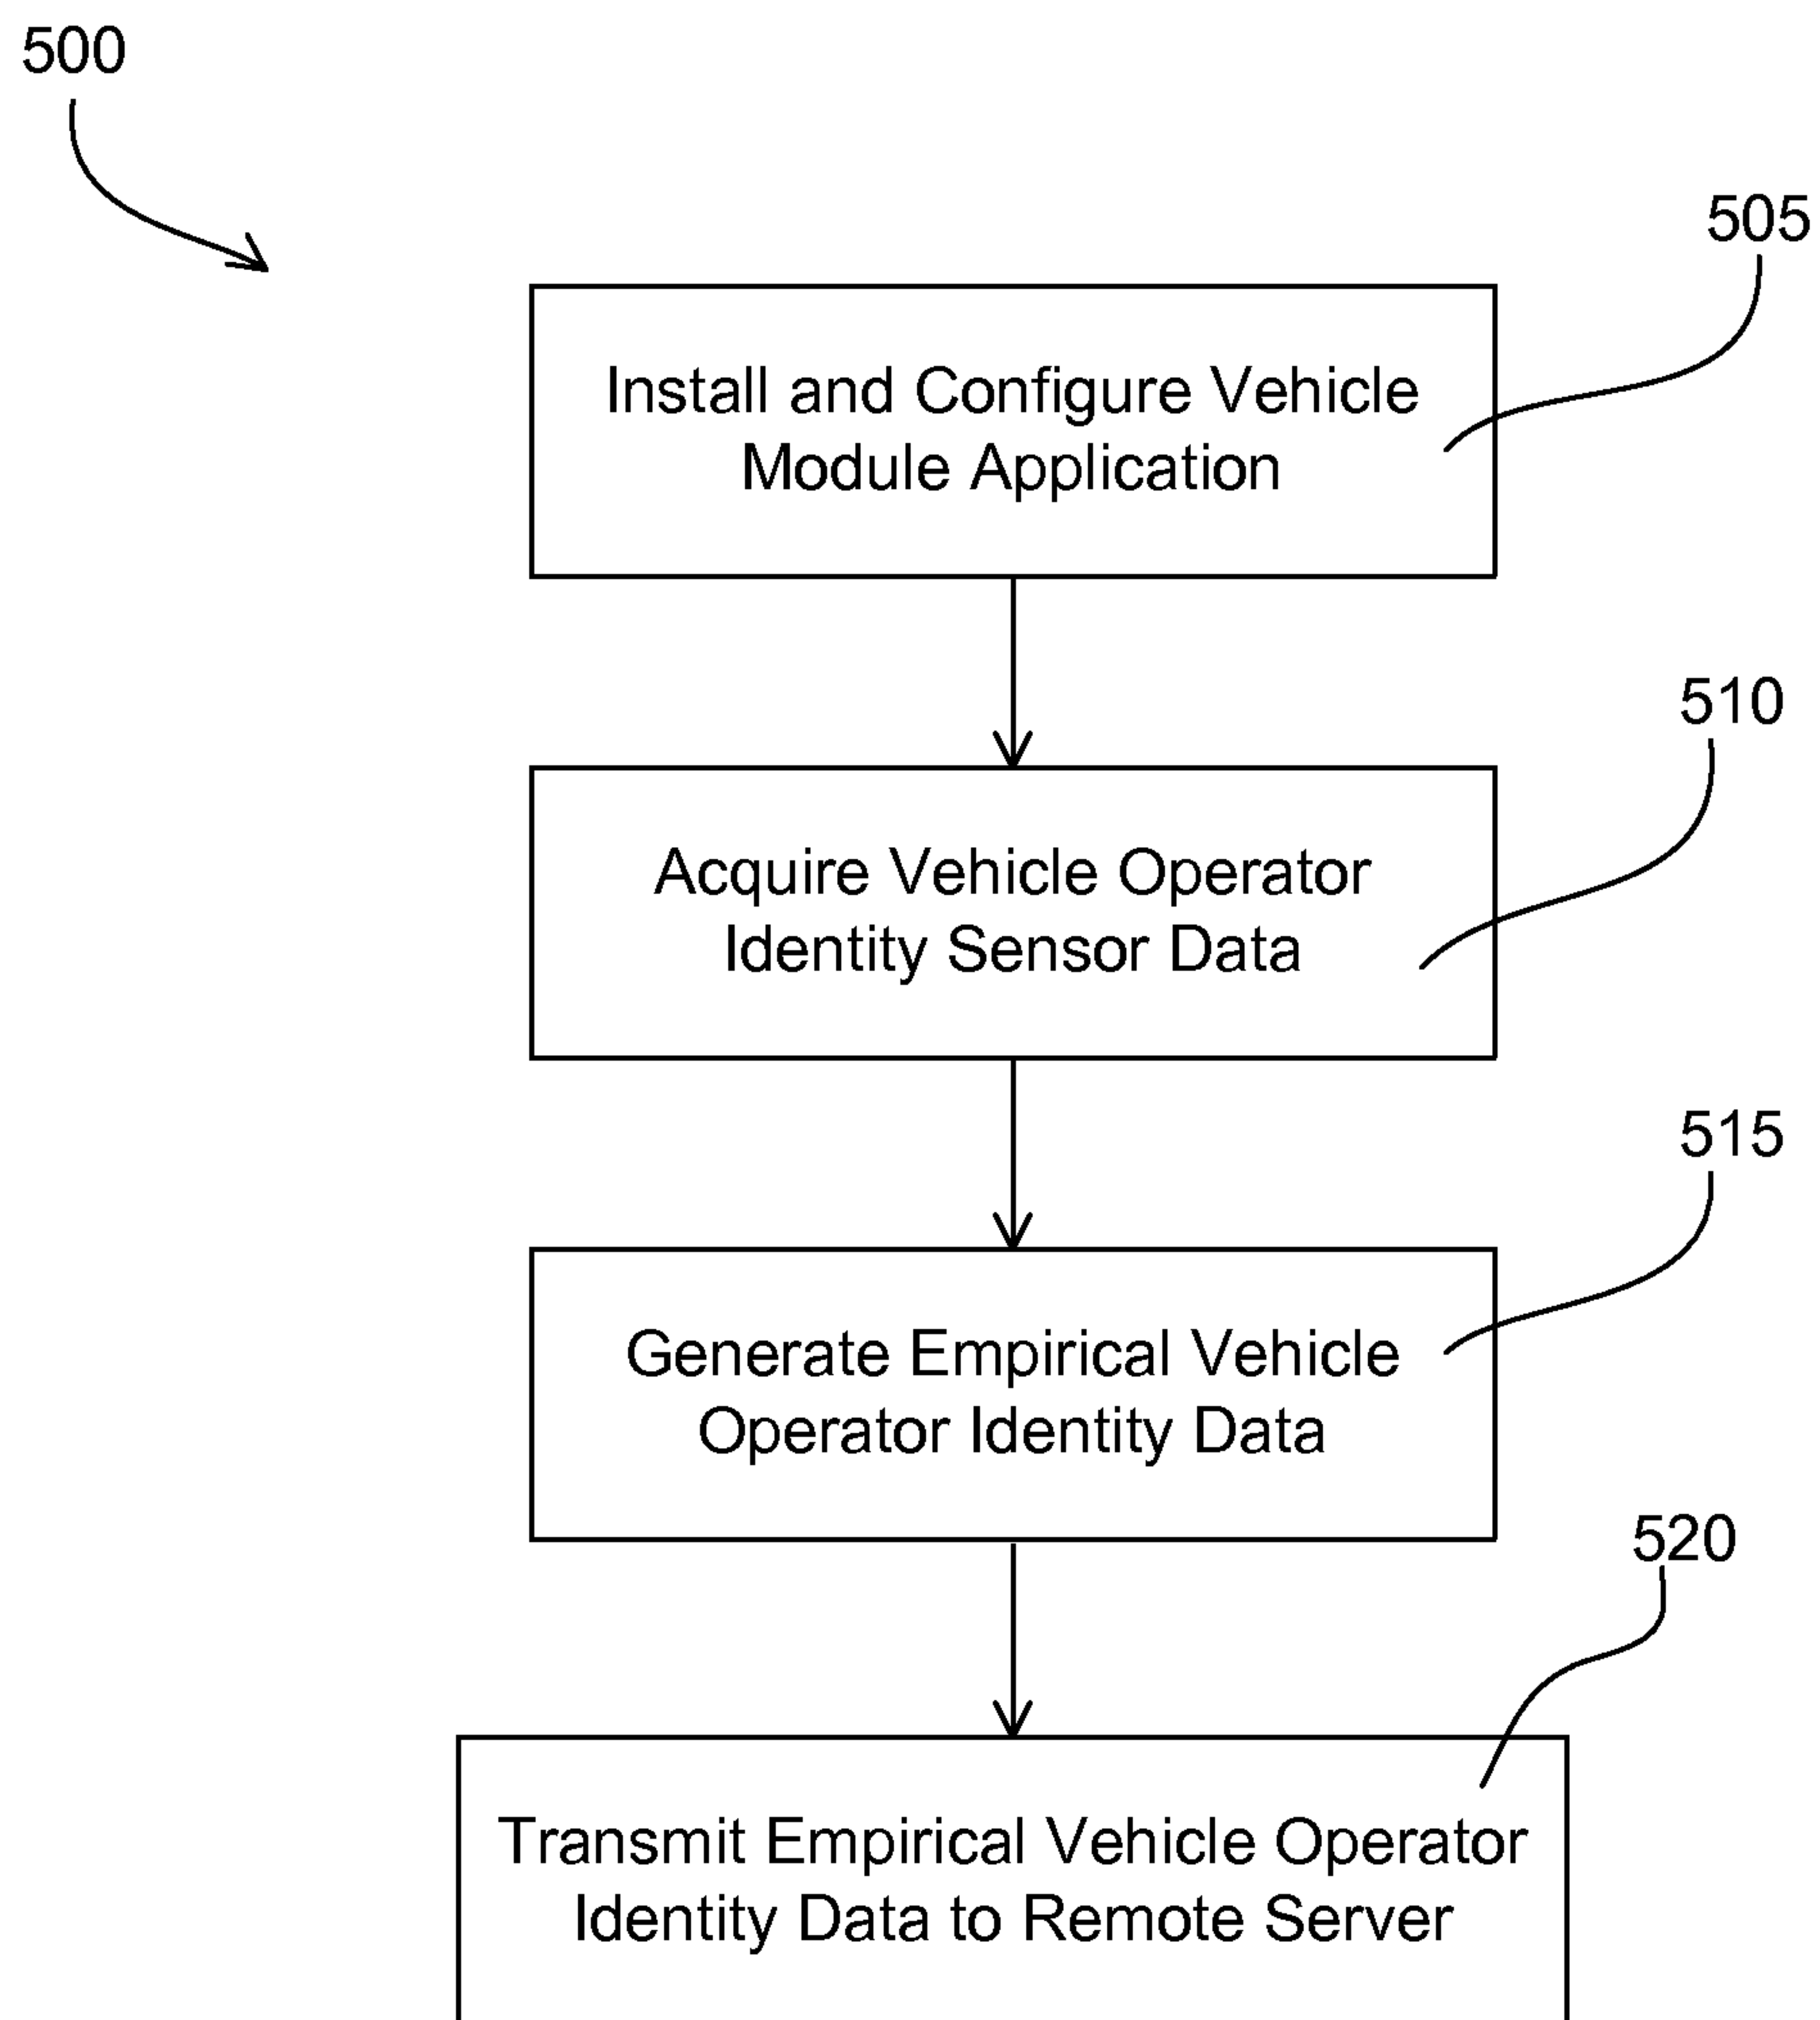 500
505
Install and Configure Vehicle
Module Application
510
Acquire Vehicle Operator
Identity Sensor Data
515
Generate Empirical Vehicle
Operator Identity Data
520
Transmit Empirical Vehicle Operator
Identity Data to Remote Server